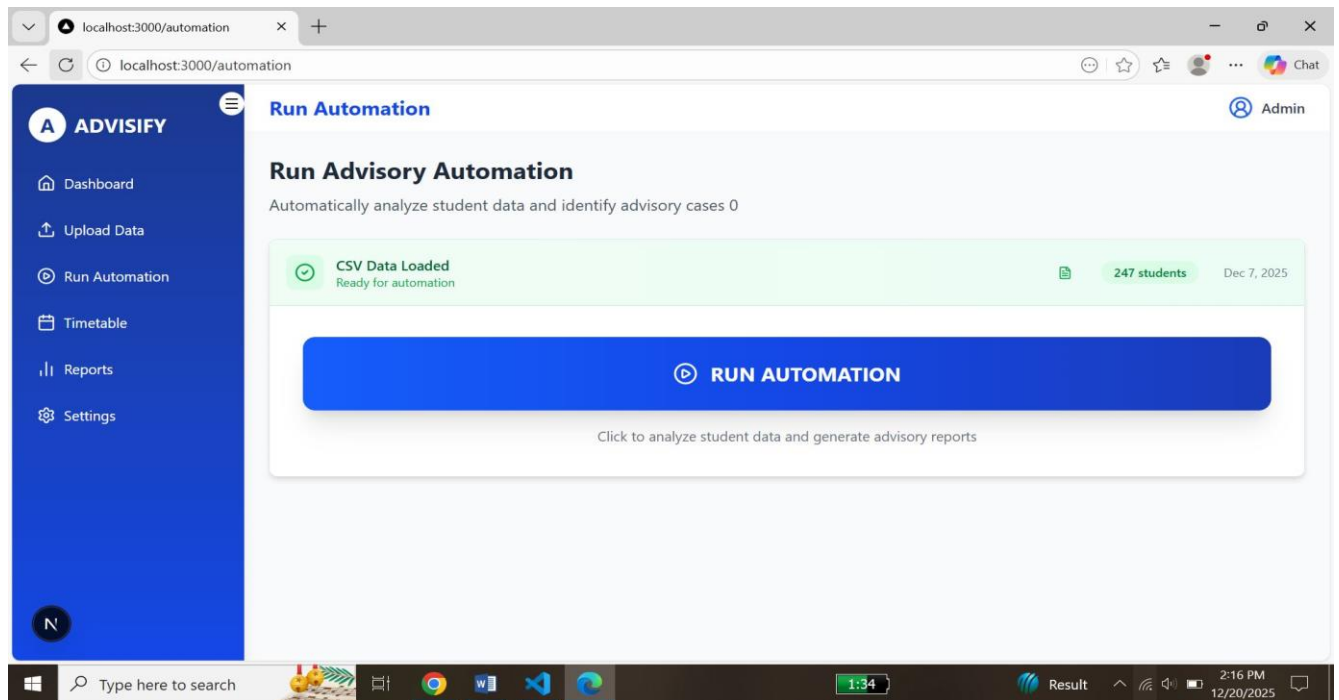 localhost:3000/automation
localhost:3000/automation
Chat
A ADVISIFY
Dashboard
Upload Data
Run Automation
Timetable
Reports
Settings
N
Run Automation
Admin
Run Advisory Automation
Automatically analyze student data and identify advisory cases 0
CSV Data Loaded
Ready for automation
247 students
Dec 7, 2025
RUN AUTOMATION
Click to analyze student data and generate advisory reports
Type here to search
1:34
Result
2:16 PM
12/20/2025